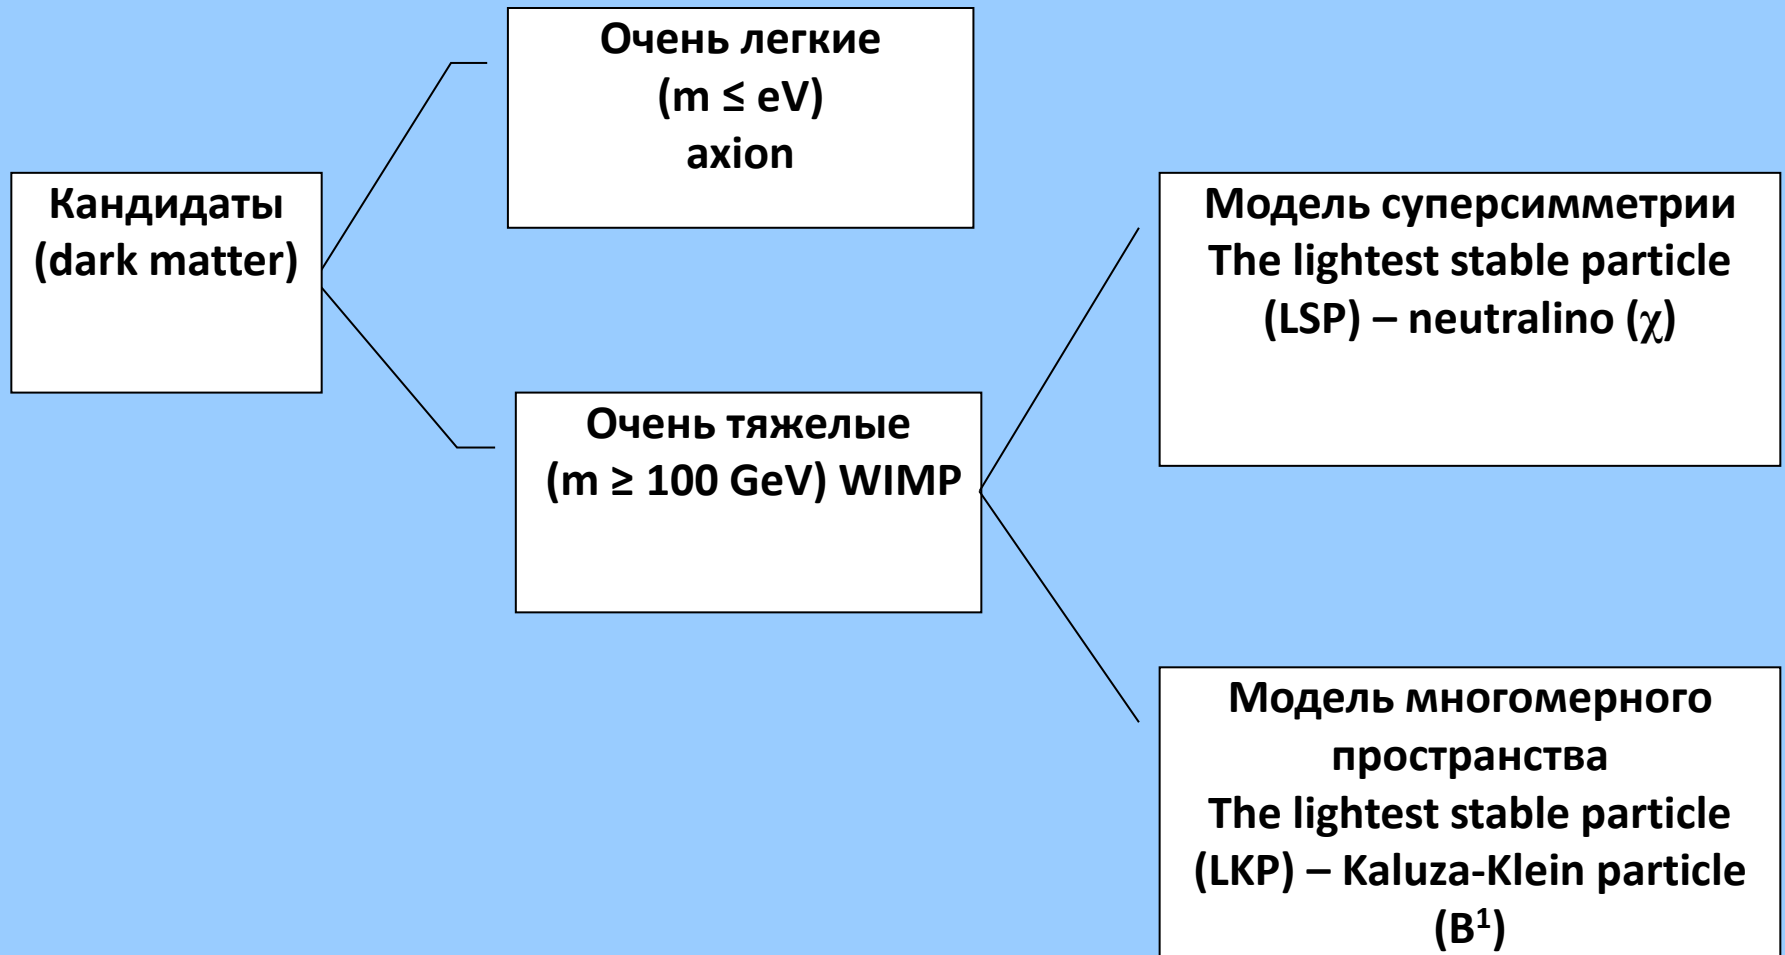 Очень легкие
(m ≤ eV)
axion
Кандидаты
(dark matter)
Модель суперсимметрии
The lightest stable particle
(LSP) – neutralino (χ)
Очень тяжелые
(m ≥ 100 GeV) WIMP
Модель многомерного
пространства
The lightest stable particle
(LKP) – Kaluza-Klein particle
(B¹)